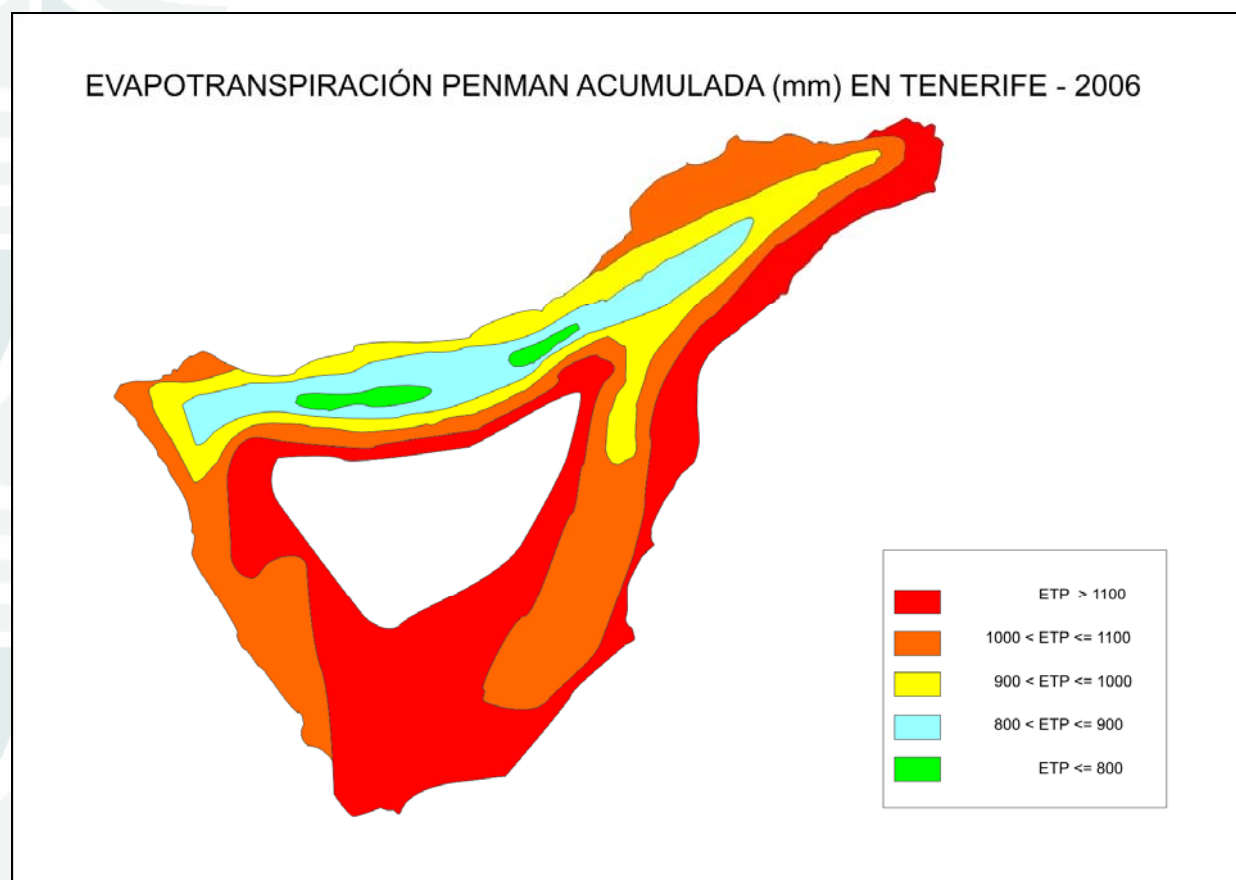 EVAPOTRANSPIRACIÓN PENMAN ACUMULADA (mm) EN TENERIFE - 2006
ETP > 1100
1000 < ETP <= 1100
900 < ETP <= 1000
800 < ETP <= 900
ETP <= 800